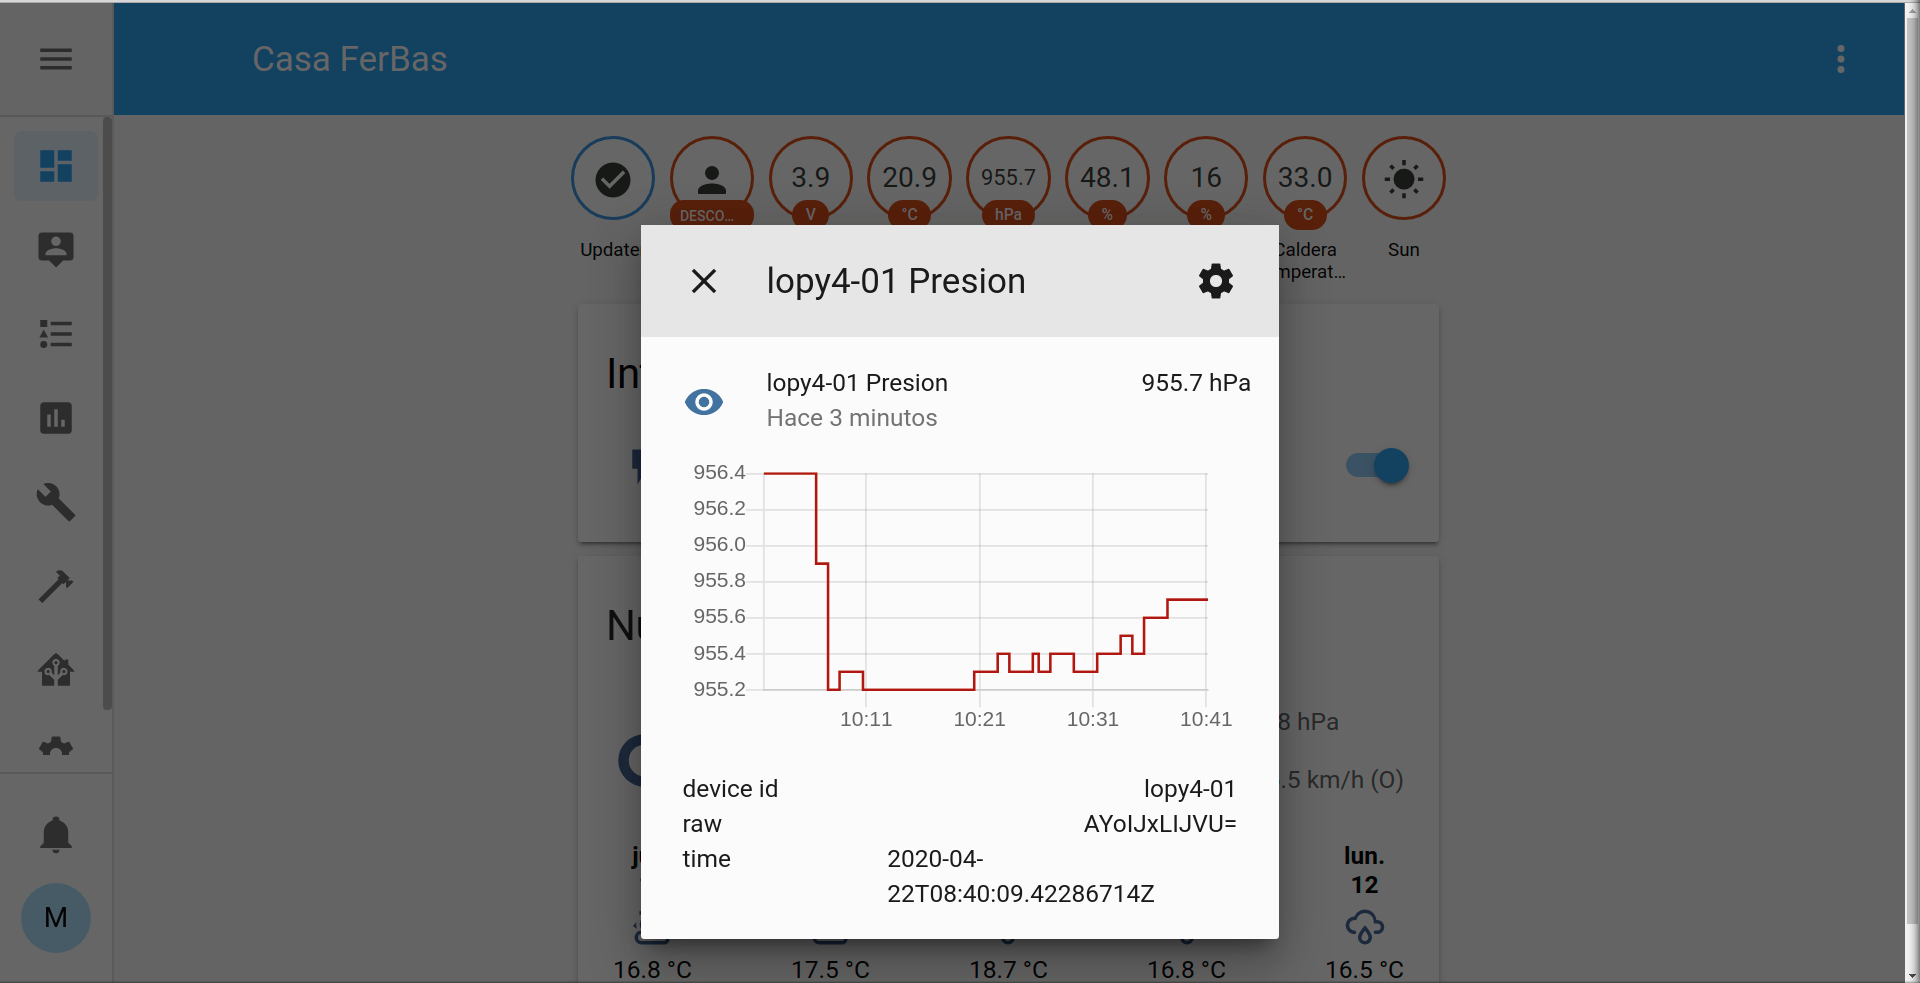 Casa FerBas
3.9
20.9
955.7
48.1
16
33.0
DESCO...
V
°C
hPa
%
%
°C
Caldera
Sun
lopy4-01 Presion
lopy4-01 Presion
955.7 hPa
Hace 3 minutos
956.4
956.2
956.0
955.8
955.6
955.4
955.2
10:11
10:21
10:31
10:41
8 hPa
.5 km/h (O)
device id
lopy4-01
raw
AYoIJxLIJVU=
time
2020-04-
22T08:40:09.42286714Z
lun.
12
M
16.8 °C
17.5 °C
18.7 °C
16.8 °C
16.5 °C